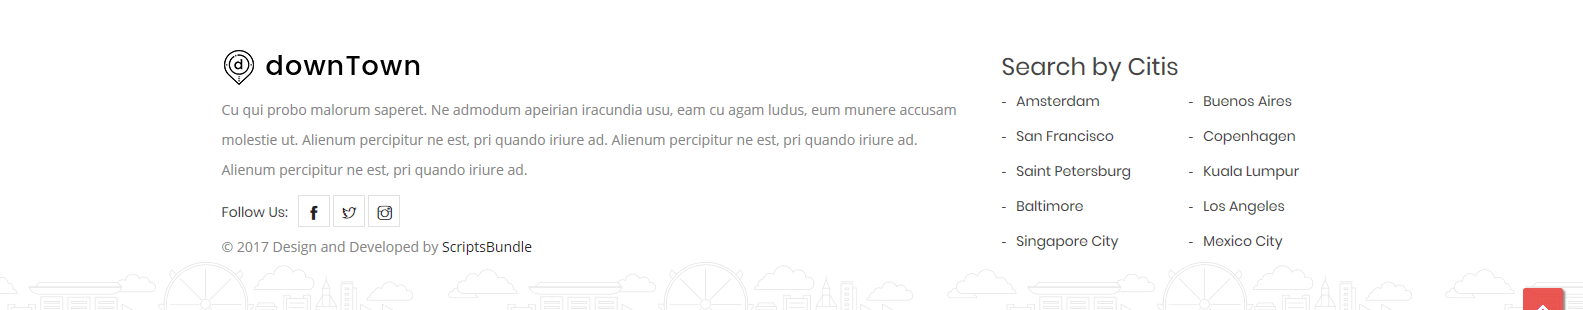 downTown
Cu qui probo malorum saperet. Ne admodum apeirian iracundia usu, eam cu agam ludus, eum munere accusam
molestie ut. Alienum percipitur ne est, pri quando iriure ad. Alienum percipitur ne est, pri quando iriure ad.
Alienum percipitur ne est, pri quando iriure ad.
Follow Us:
© 2017 Design and Developed by ScriptsBundle
Search by Citis
- Amsterdam
- Buenos Aires
- San Francisco
- Copenhagen
- Saint Petersburg
- Kuala Lumpur
- Baltimore
- Los Angeles
- Singapore City
- Mexico City